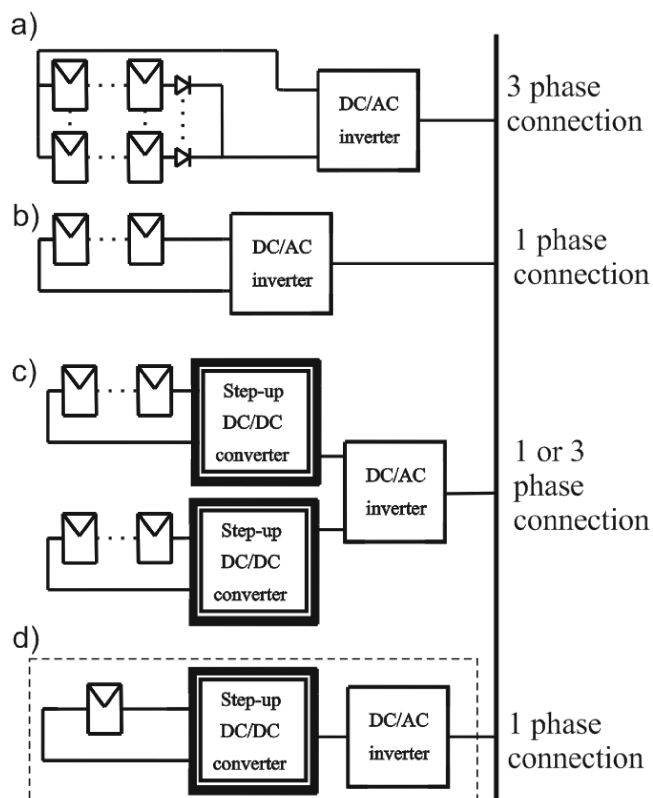 a)
DC/AC
inverter
3 phase
connection
b)
DC/AC
inverter
1 phase
connection
c)
Step-up
DC/DC
converter
Step-up
DC/DC
converter
DC/AC
inverter
1 or 3
phase
connection
d)
Step-up
DC/DC
converter
DC/AC
inverter
1 phase
connection